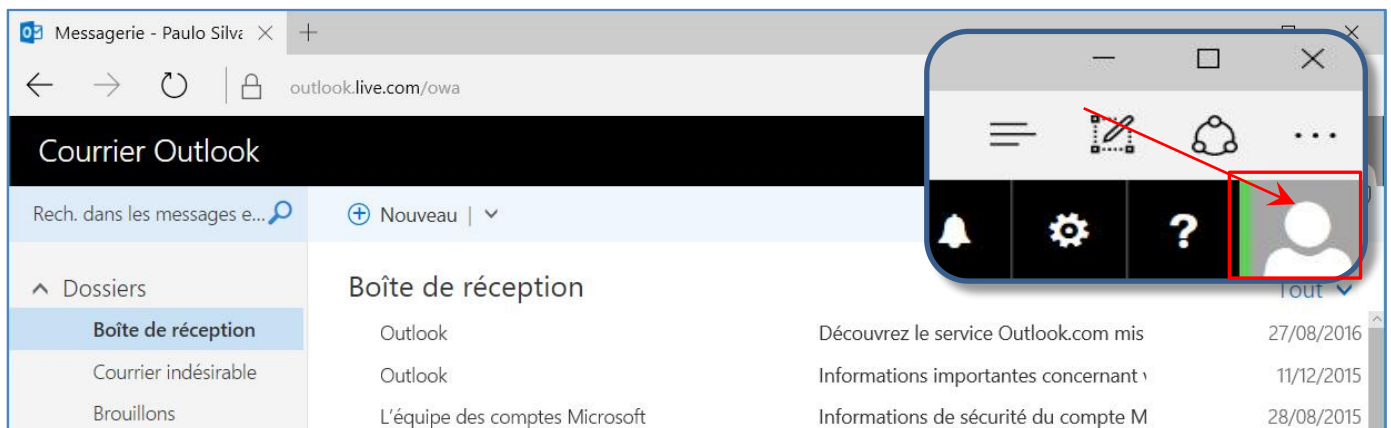 Messagerie - Paulo Silva
outlook.live.com/owa
Courrier Outlook
Rech. dans les messages e...
Nouveau |
?
Dossiers
Boîte de réception
Tout
Boîte de réception
Outlook Découvrez le service Outlook.com mis 27/08/2016
Courrier indésirable
Outlook Informations importantes concernant 11/12/2015
Brouillons
L'équipe des comptes Microsoft Informations de sécurité du compte M 28/08/2015